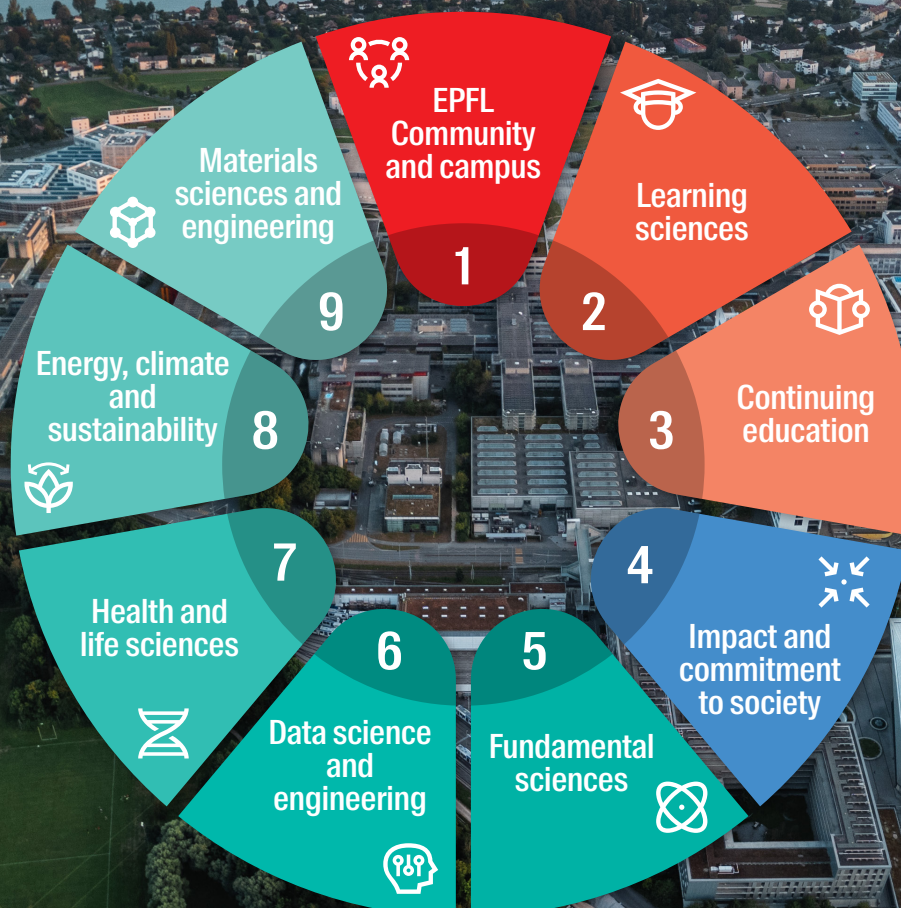 EPFL
Community
and campus
1
Learning
sciences
2
Continuing
education
3
4
Impact and
commitment
to society
5
Fundamental
sciences
6
Data science
and
engineering
7
Health and
life sciences
Energy, climate
and
sustainability
8
Materials
sciences and
engineering
9